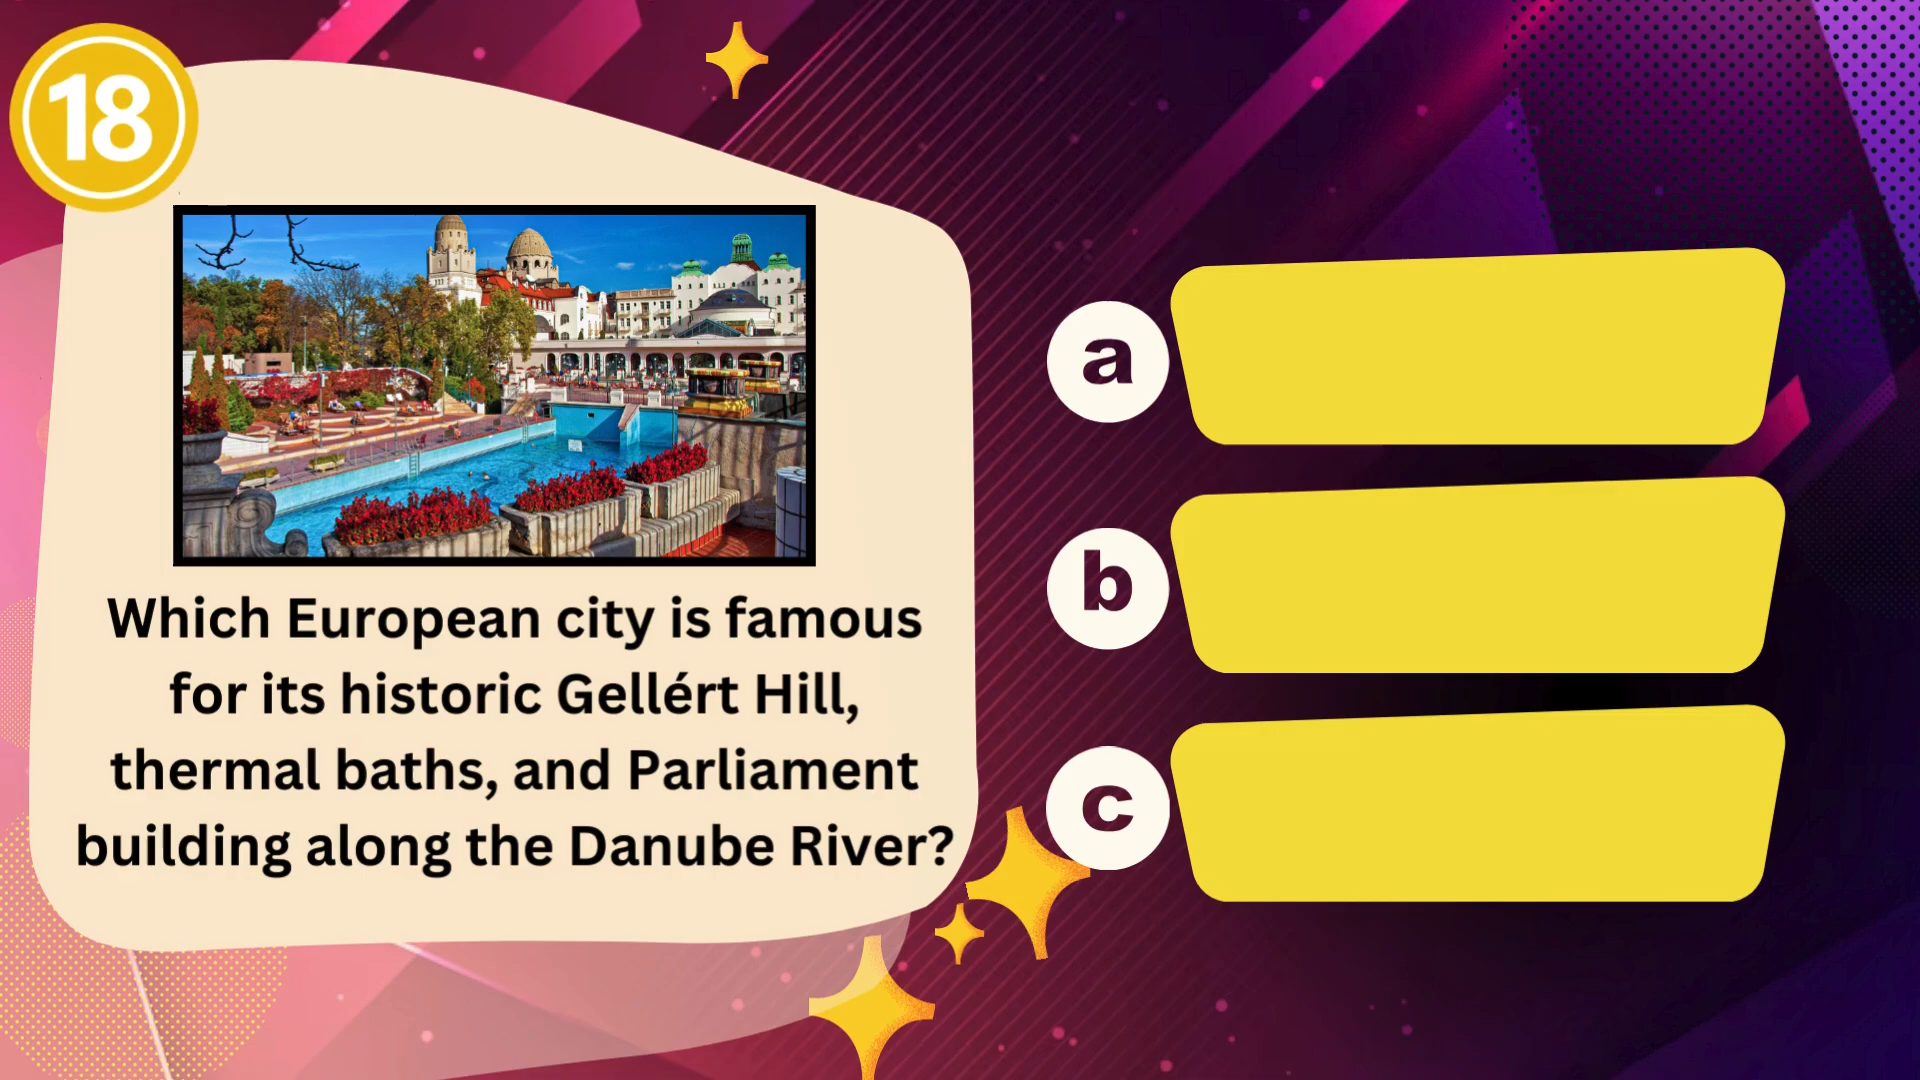 18
Which European city is famous
for its historic Gellért Hill,
thermal baths, and Parliament
building along the Danube River?
a
b
c